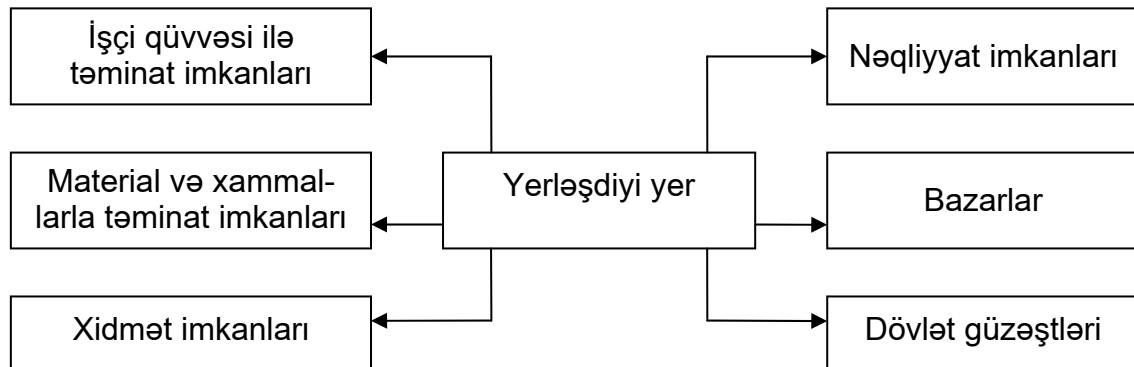 İşçi qüvvəsi ilə
təminat imkanları
Nəqliyyat imkanları
Material və xammal-
larla təminat imkanları
Yerləşdiyi yer
Bazarlar
Xidmət imkanları
Dövlət güzəştləri